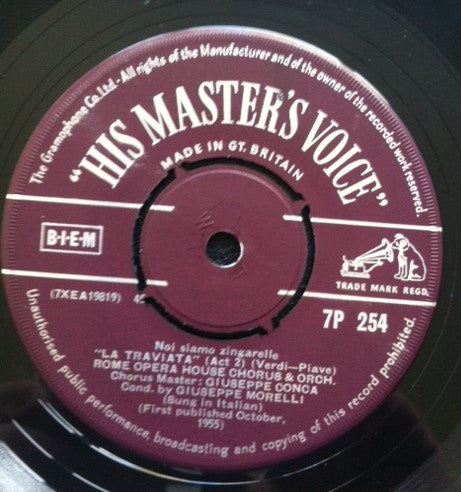 The Gramophone Co. Ltd. - All rights of the Manufacturer and of the owner of the recorded work reserved.
"HIS MASTER'S VOICE"
MADE IN GT. BRITAIN
B·I·E·M
TRADE MARK REGD.
(7XEA19819)
7P 254
Noi siamo zingarelle
"LA TRAVIATA" (Act 2) (Verdi—Piave)
ROME OPERA HOUSE CHORUS & ORCH.
Chorus Master: GIUSEPPE CONCA
Cond. by GIUSEPPE MORELLI
(Sung in Italian)
(First published October,
1955)
Unauthorised public performance, broadcasting and copying of this record prohibited.